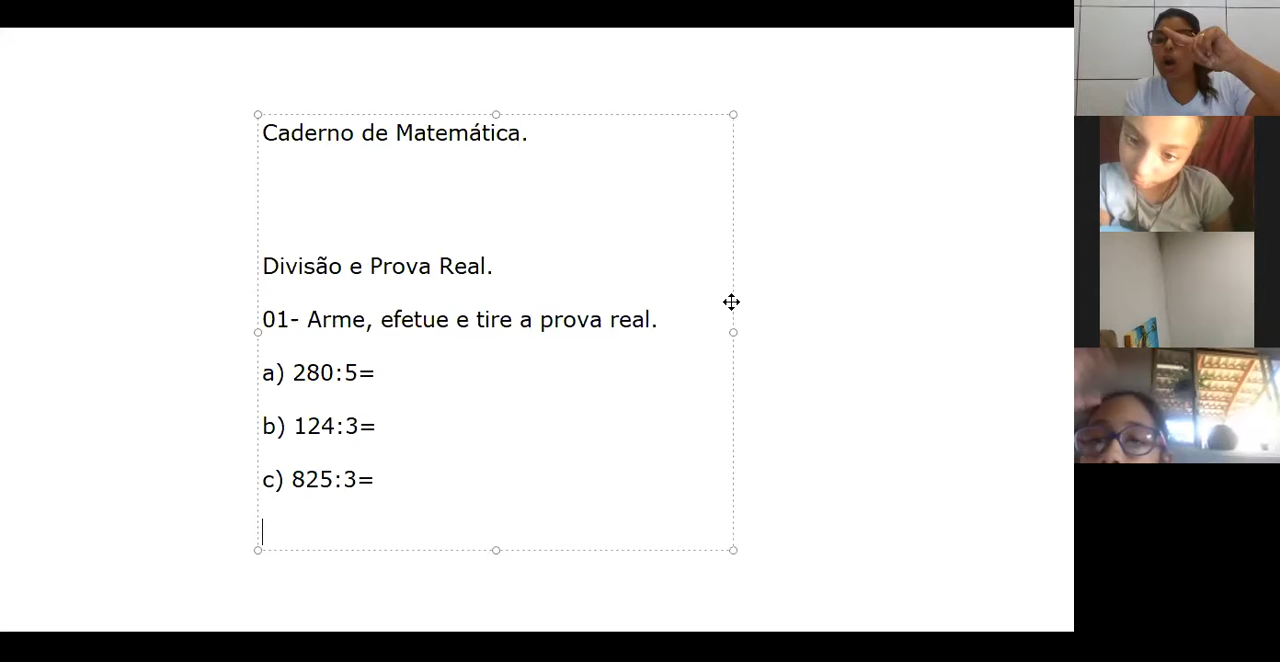 Caderno de Matemática.
Divisão e Prova Real.
01- Arme, efetue e tire a prova real.
a) 280:5=
b) 124:3=
c) 825:3=